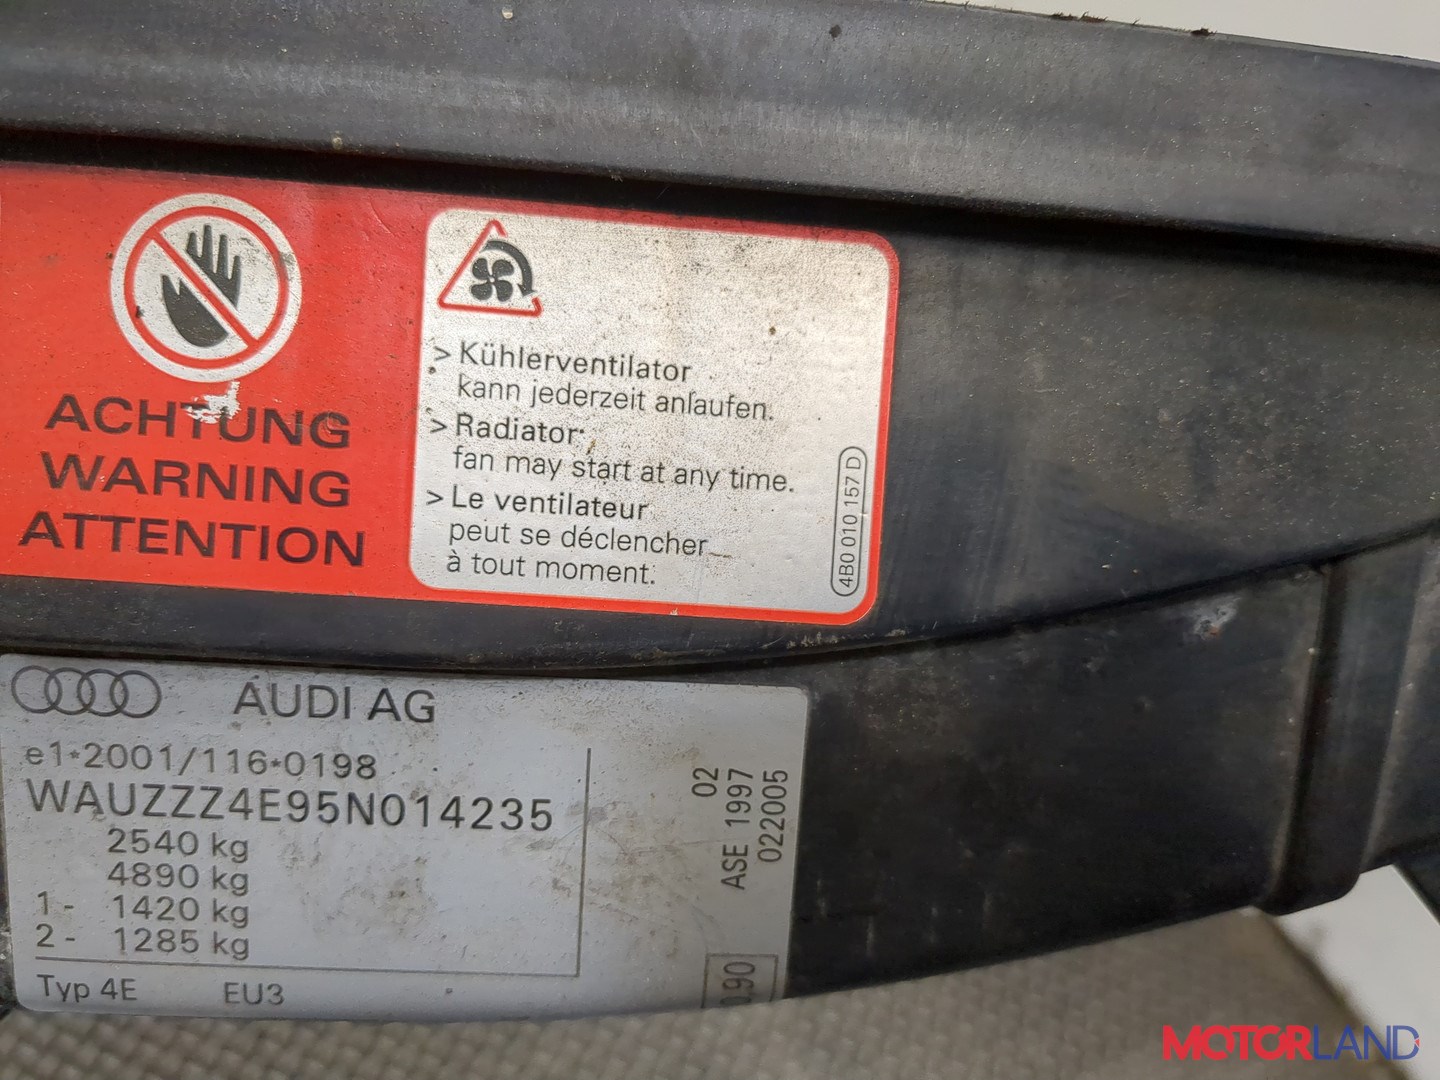 ACHTUNG
WARNING
ATTENTION
> Kühlerventilator
kann jederzeit anlaufen.
> Radiator
fan may start at any time.
> Le ventilateur
peut se déclencher
à tout moment.
4B0 010 157 D
AUDI AG
e1*2001/116*0198
WAUZZZ4E95N014235
2540 kg
4890 kg
1- 1420 kg
2- 1285 kg
Typ 4E EU3
02
ASE 1997
022005
0.90
MOTORLAND